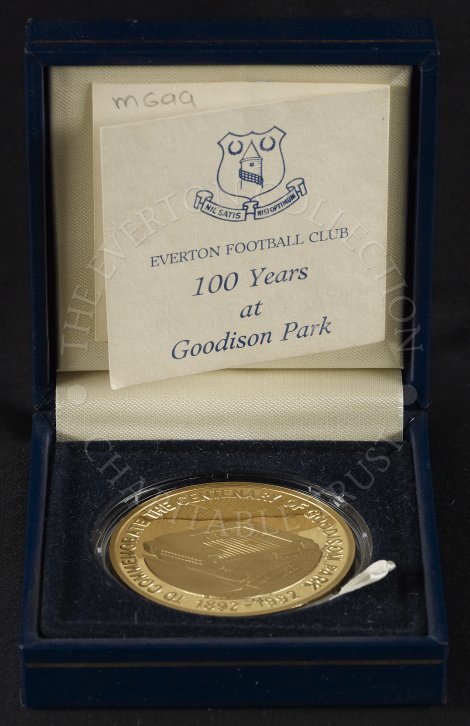 M699
NIL SATIS NISI OPTIMUM
EVERTON FOOTBALL CLUB
100 Years
at
Goodison Park
TO COMMEMORATE THE CENTENARY OF GOODISON PARK
1892-1992
THE EVERTON COLLECTION
CHARITABLE TRUST